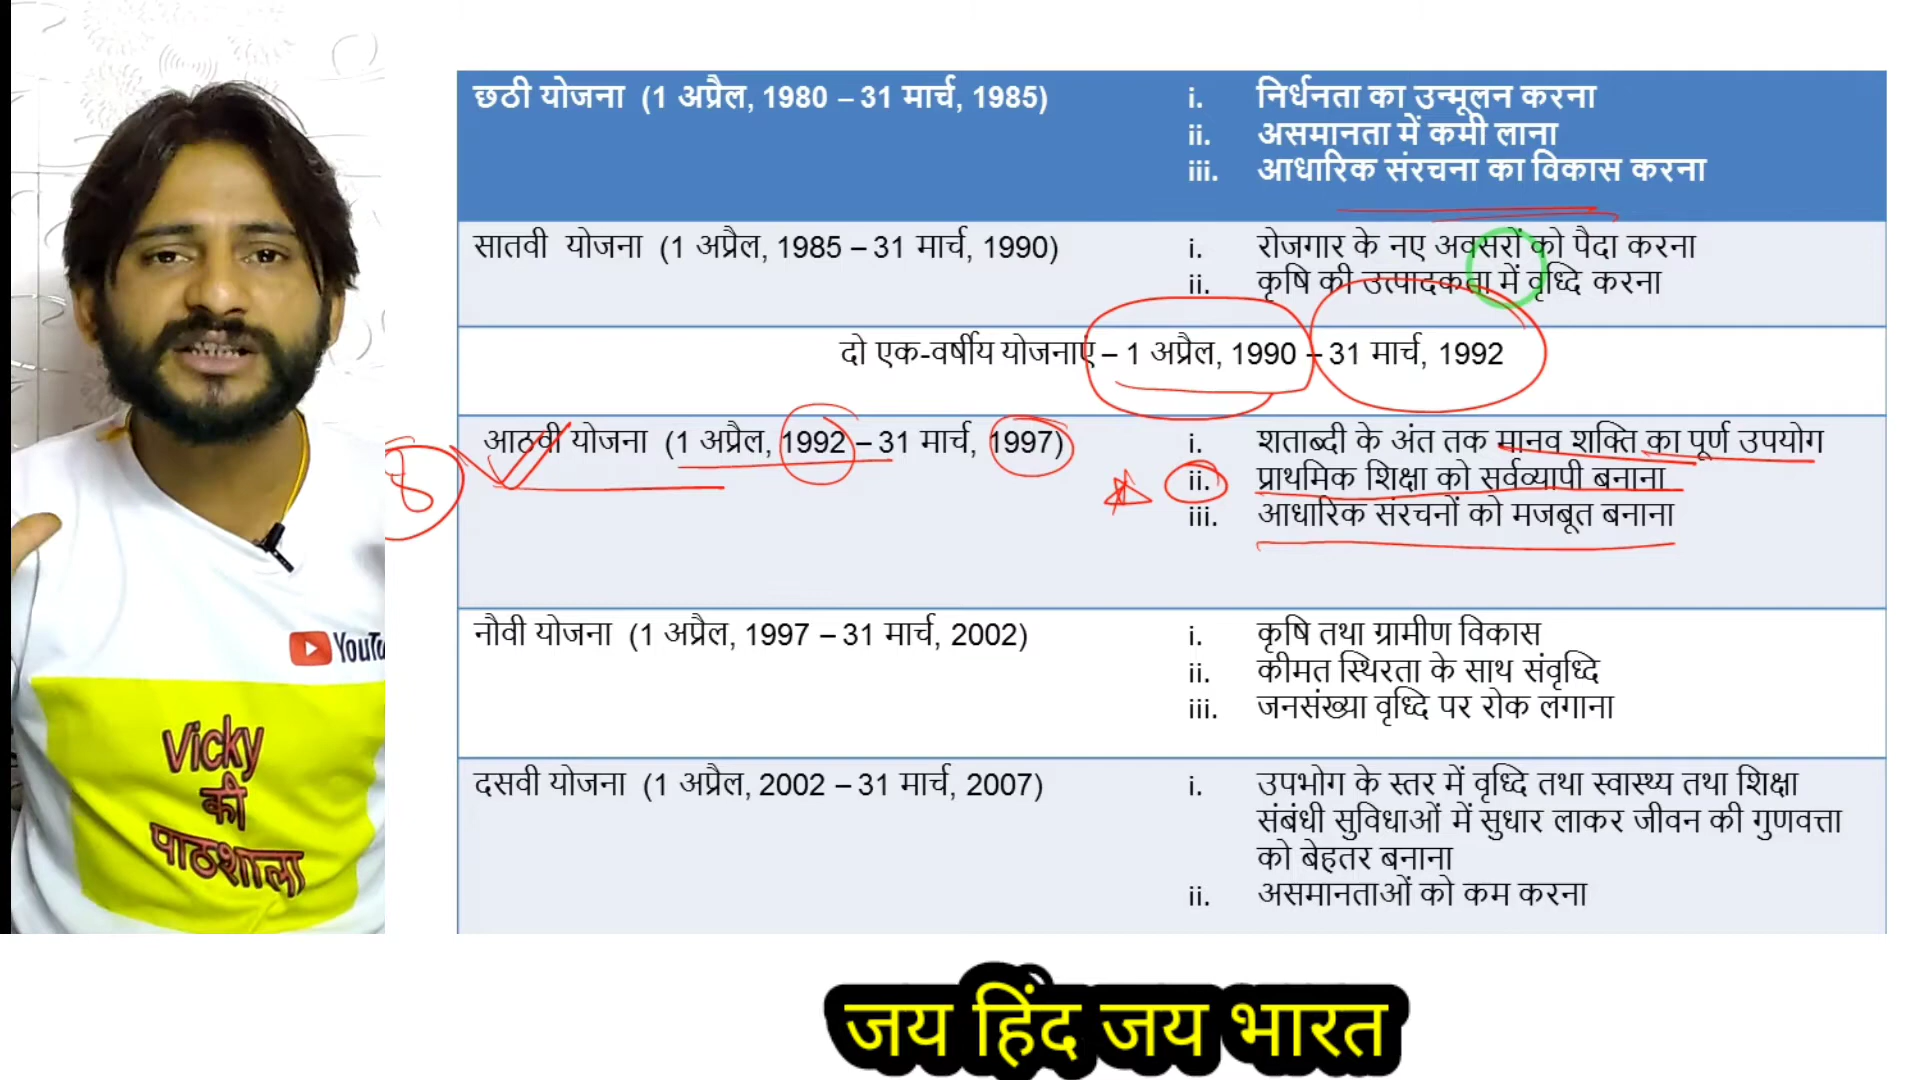 छठी योजना (1 अप्रैल, 1980 – 31 मार्च, 1985)
i. निर्धनता का उन्मूलन करना
ii. असमानता में कमी लाना
iii. आधारिक संरचना का विकास करना
सातवी योजना (1 अप्रैल, 1985 – 31 मार्च, 1990)
i. रोजगार के नए अवसरों को पैदा करना
ii. कृषि की उत्पादकता में वृध्दि करना
दो एक-वर्षीय योजनाएं – 1 अप्रैल, 1990 – 31 मार्च, 1992
8
आठवी योजना (1 अप्रैल, 1992 – 31 मार्च, 1997)
i. शताब्दी के अंत तक मानव शक्ति का पूर्ण उपयोग
ii. प्राथमिक शिक्षा को सर्वव्यापी बनाना
iii. आधारिक संरचनों को मजबूत बनाना
नौवी योजना (1 अप्रैल, 1997 – 31 मार्च, 2002)
i. कृषि तथा ग्रामीण विकास
ii. कीमत स्थिरता के साथ संवृध्दि
iii. जनसंख्या वृध्दि पर रोक लगाना
दसवी योजना (1 अप्रैल, 2002 – 31 मार्च, 2007)
i. उपभोग के स्तर में वृध्दि तथा स्वास्थ्य तथा शिक्षा
संबंधी सुविधाओं में सुधार लाकर जीवन की गुणवत्ता
को बेहतर बनाना
ii. असमानताओं को कम करना
YouTu
Vicky
की
पाठशाला
जय हिंद जय भारत